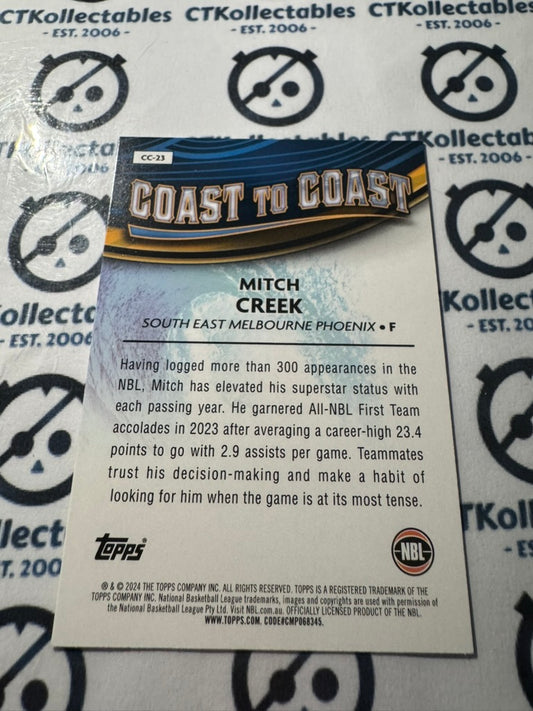 CTKollectables
- EST. 2006 -
CTKollectables
- EST. 2006 -
CTKollectab
- EST. 2006 -
CC-23
COAST TO COAST
MITCH
CREEK
SOUTH EAST MELBOURNE PHOENIX • F
Having logged more than 300 appearances in the
NBL, Mitch has elevated his superstar status with
each passing year. He garnered All-NBL First Team
accolades in 2023 after averaging a career-high 23.4
points to go with 2.9 assists per game. Teammates
trust his decision-making and make a habit of
looking for him when the game is at its most tense.
Topps
NBL
® & © 2024 THE TOPPS COMPANY INC. ALL RIGHTS RESERVED. TOPPS IS A REGISTERED TRADEMARK OF THE
TOPPS COMPANY INC. National Basketball League trademarks, images and copyrights are used with permission of
the National Basketball League Pty Ltd. Visit NBL.com.au. OFFICIALLY LICENSED PRODUCT OF THE NBL.
WWW.TOPPS.COM. CODE#CMP068345.